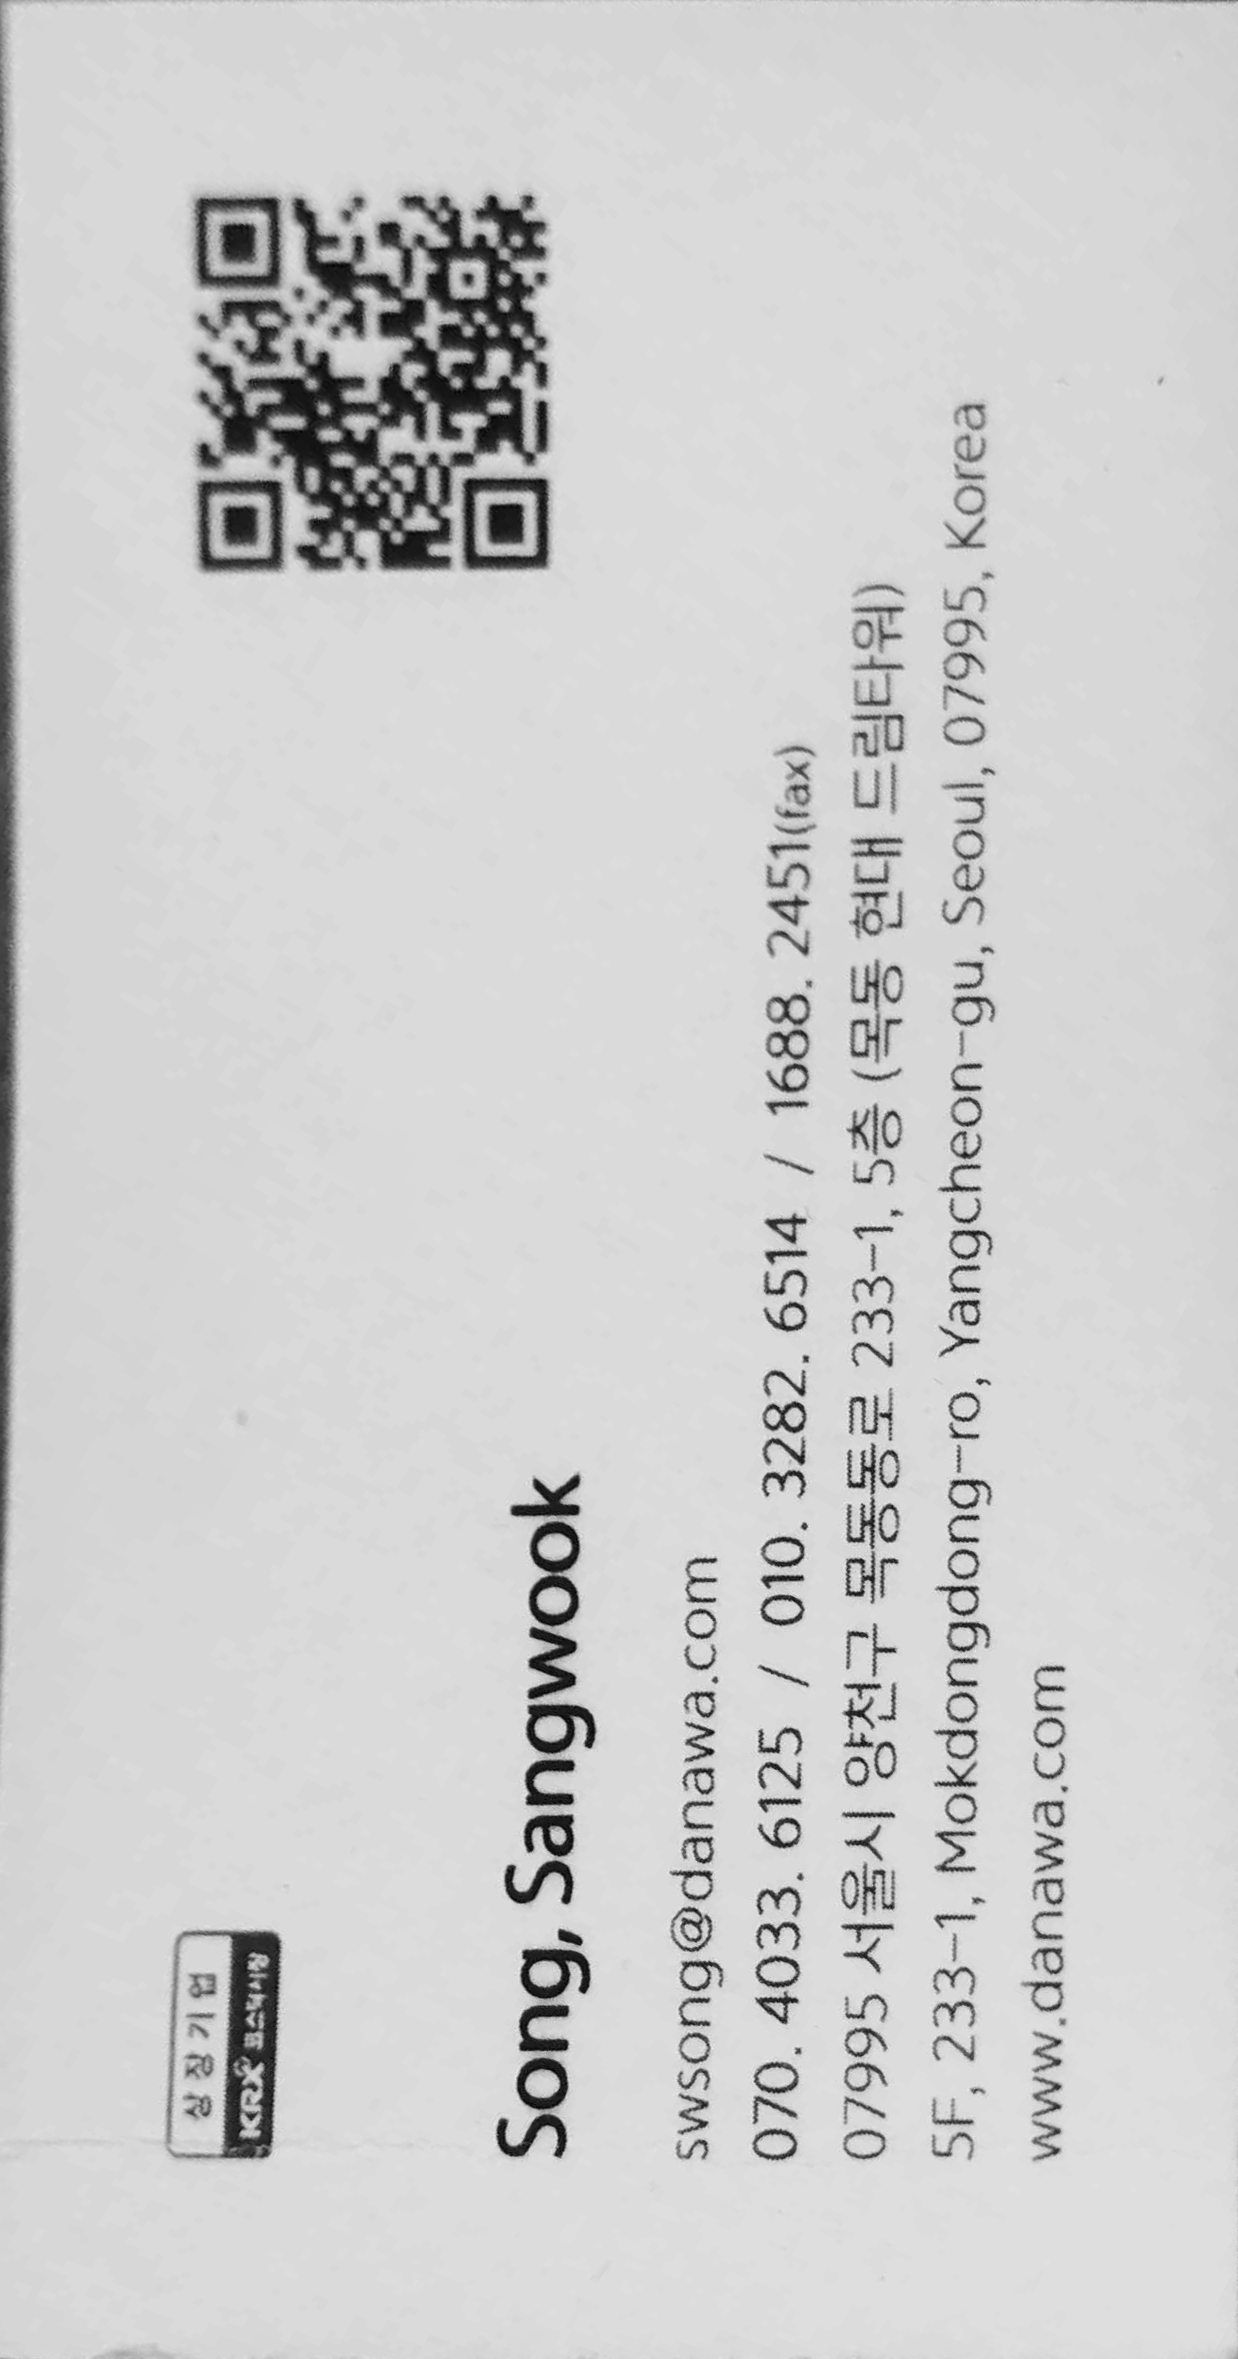 상장기업
KRX 코스닥상장법인
Song, Sangwook
swsong@danawa.com
070. 4033. 6125 / 010. 3282. 6514 / 1688. 2451(fax)
07995 서울시 양천구 목동동로 233-1, 5층 (목동 현대 드림타워)
5F, 233-1, Mokdongdong-ro, Yangcheon-gu, Seoul, 07995, Korea
www.danawa.com